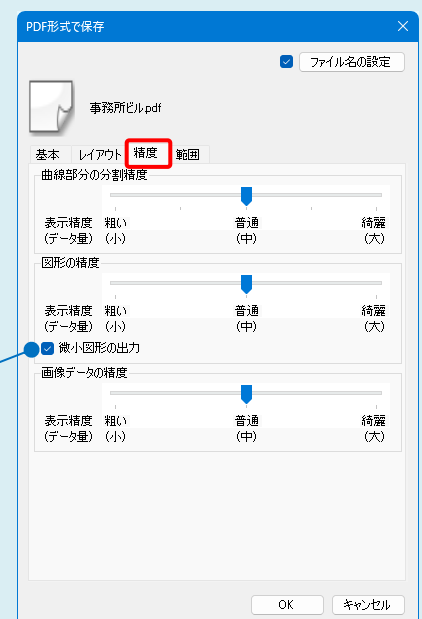 PDF形式で保存
ファイル名の設定
事務所ビル.pdf
基本 レイアウト 精度 範囲
曲線部分の分割精度
表示精度 粗い 普通 綺麗
(データ量) (小) (中) (大)
図形の精度
表示精度 粗い 普通 綺麗
(データ量) (小) (中) (大)
微小図形の出力
画像データの精度
表示精度 粗い 普通 綺麗
(データ量) (小) (中) (大)
OK キャンセル